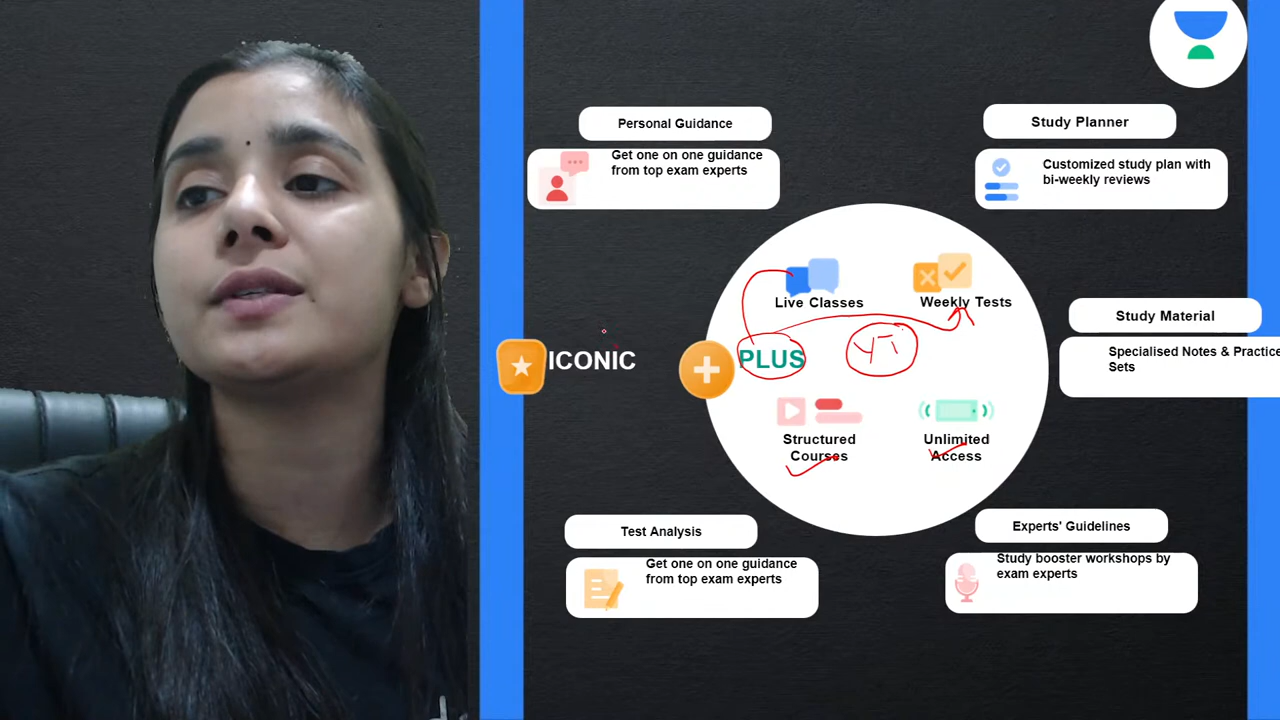 Personal Guidance
Get one on one guidance
from top exam experts
Study Planner
Customized study plan with
bi-weekly reviews
Live Classes
Weekly Tests
Study Material
Specialised Notes & Practice
Sets
ICONIC
PLUS
YT
Structured
Courses
Unlimited
Access
Test Analysis
Get one on one guidance
from top exam experts
Experts' Guidelines
Study booster workshops by
exam experts